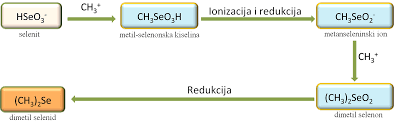 HSeO₃⁻
selenit
CH₃⁺
CH₃SeO₃H
metil-selenonska kiselina
Ionizacija i redukcija
CH₃SeO₂⁻
metanseleninski ion
CH₃⁺
(CH₃)₂SeO₂
dimetil selenon
Redukcija
(CH₃)₂Se
dimetil selenid